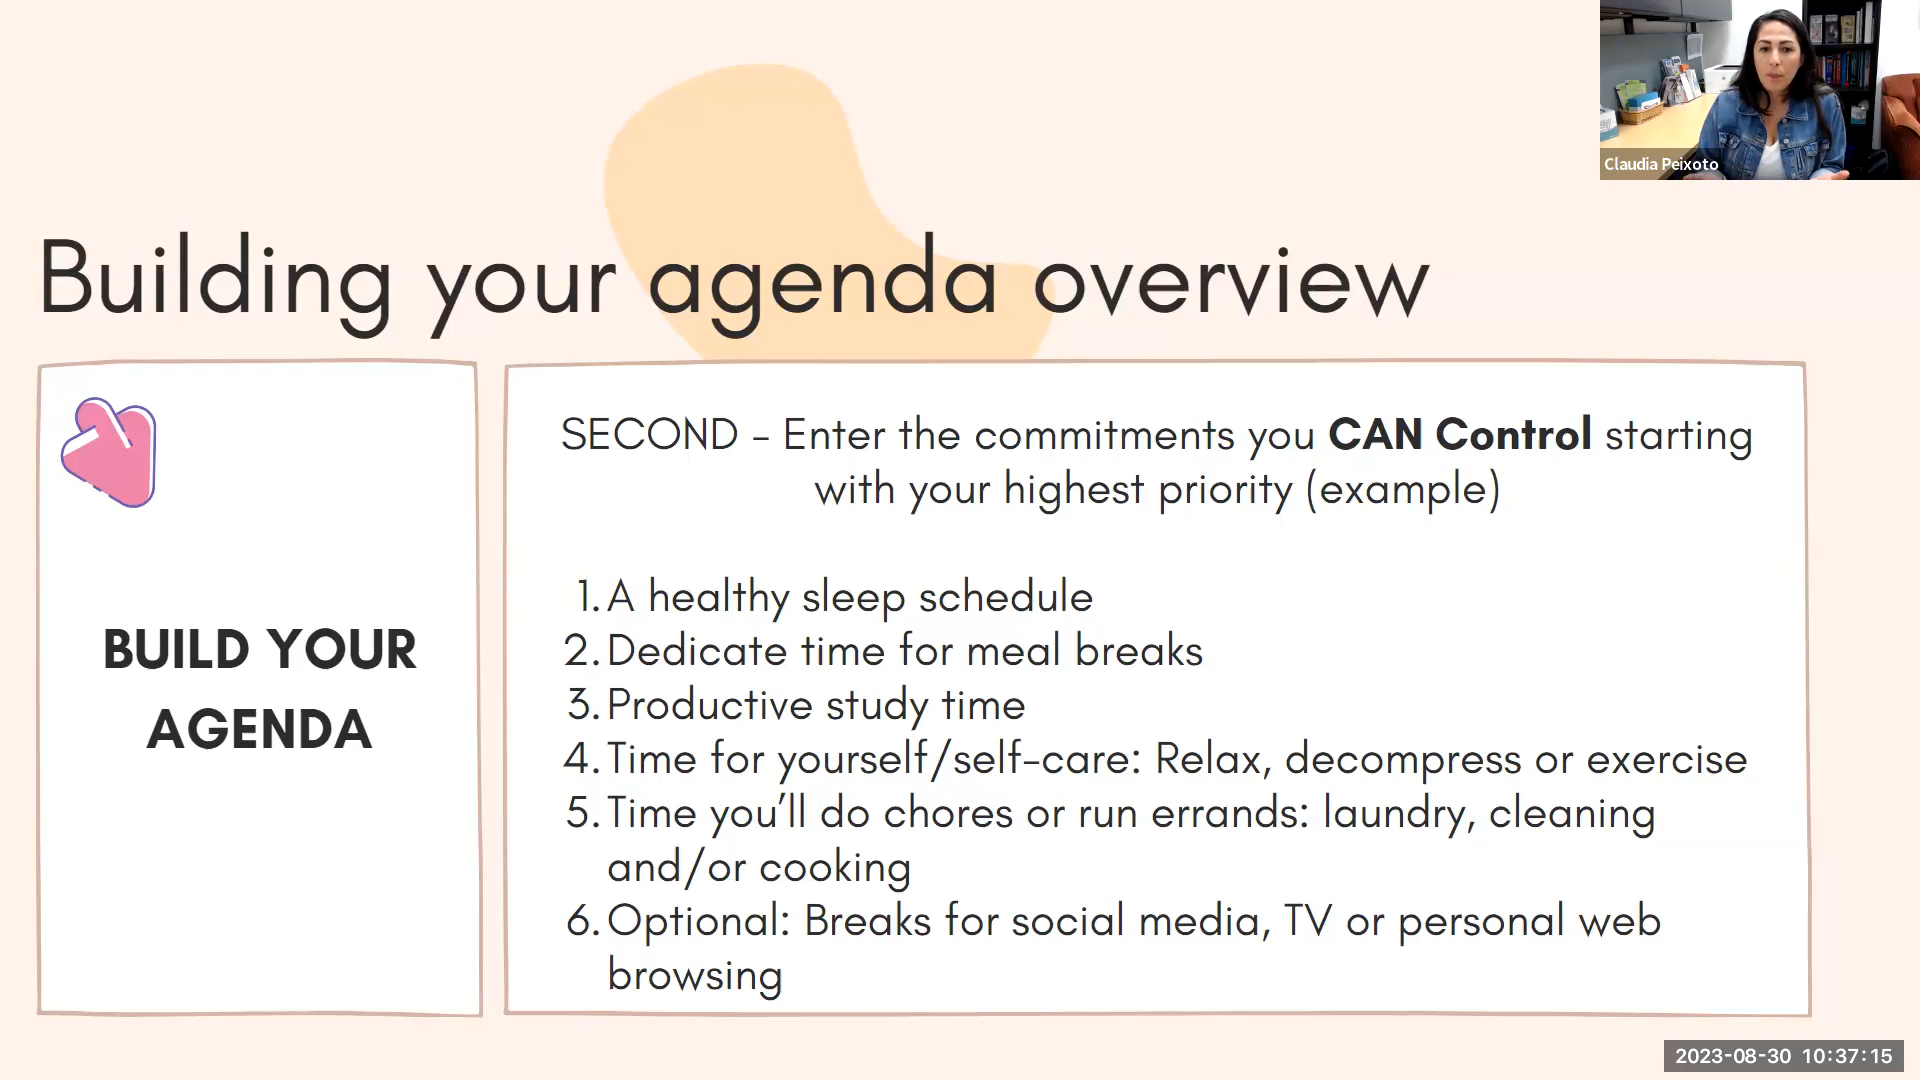 Claudia Peixoto
Building your agenda overview
BUILD YOUR
AGENDA
SECOND - Enter the commitments you CAN Control starting
with your highest priority (example)
1. A healthy sleep schedule
2. Dedicate time for meal breaks
3. Productive study time
4. Time for yourself/self-care: Relax, decompress or exercise
5. Time you’ll do chores or run errands: laundry, cleaning
and/or cooking
6. Optional: Breaks for social media, TV or personal web
browsing
2023-08-30 10:37:15